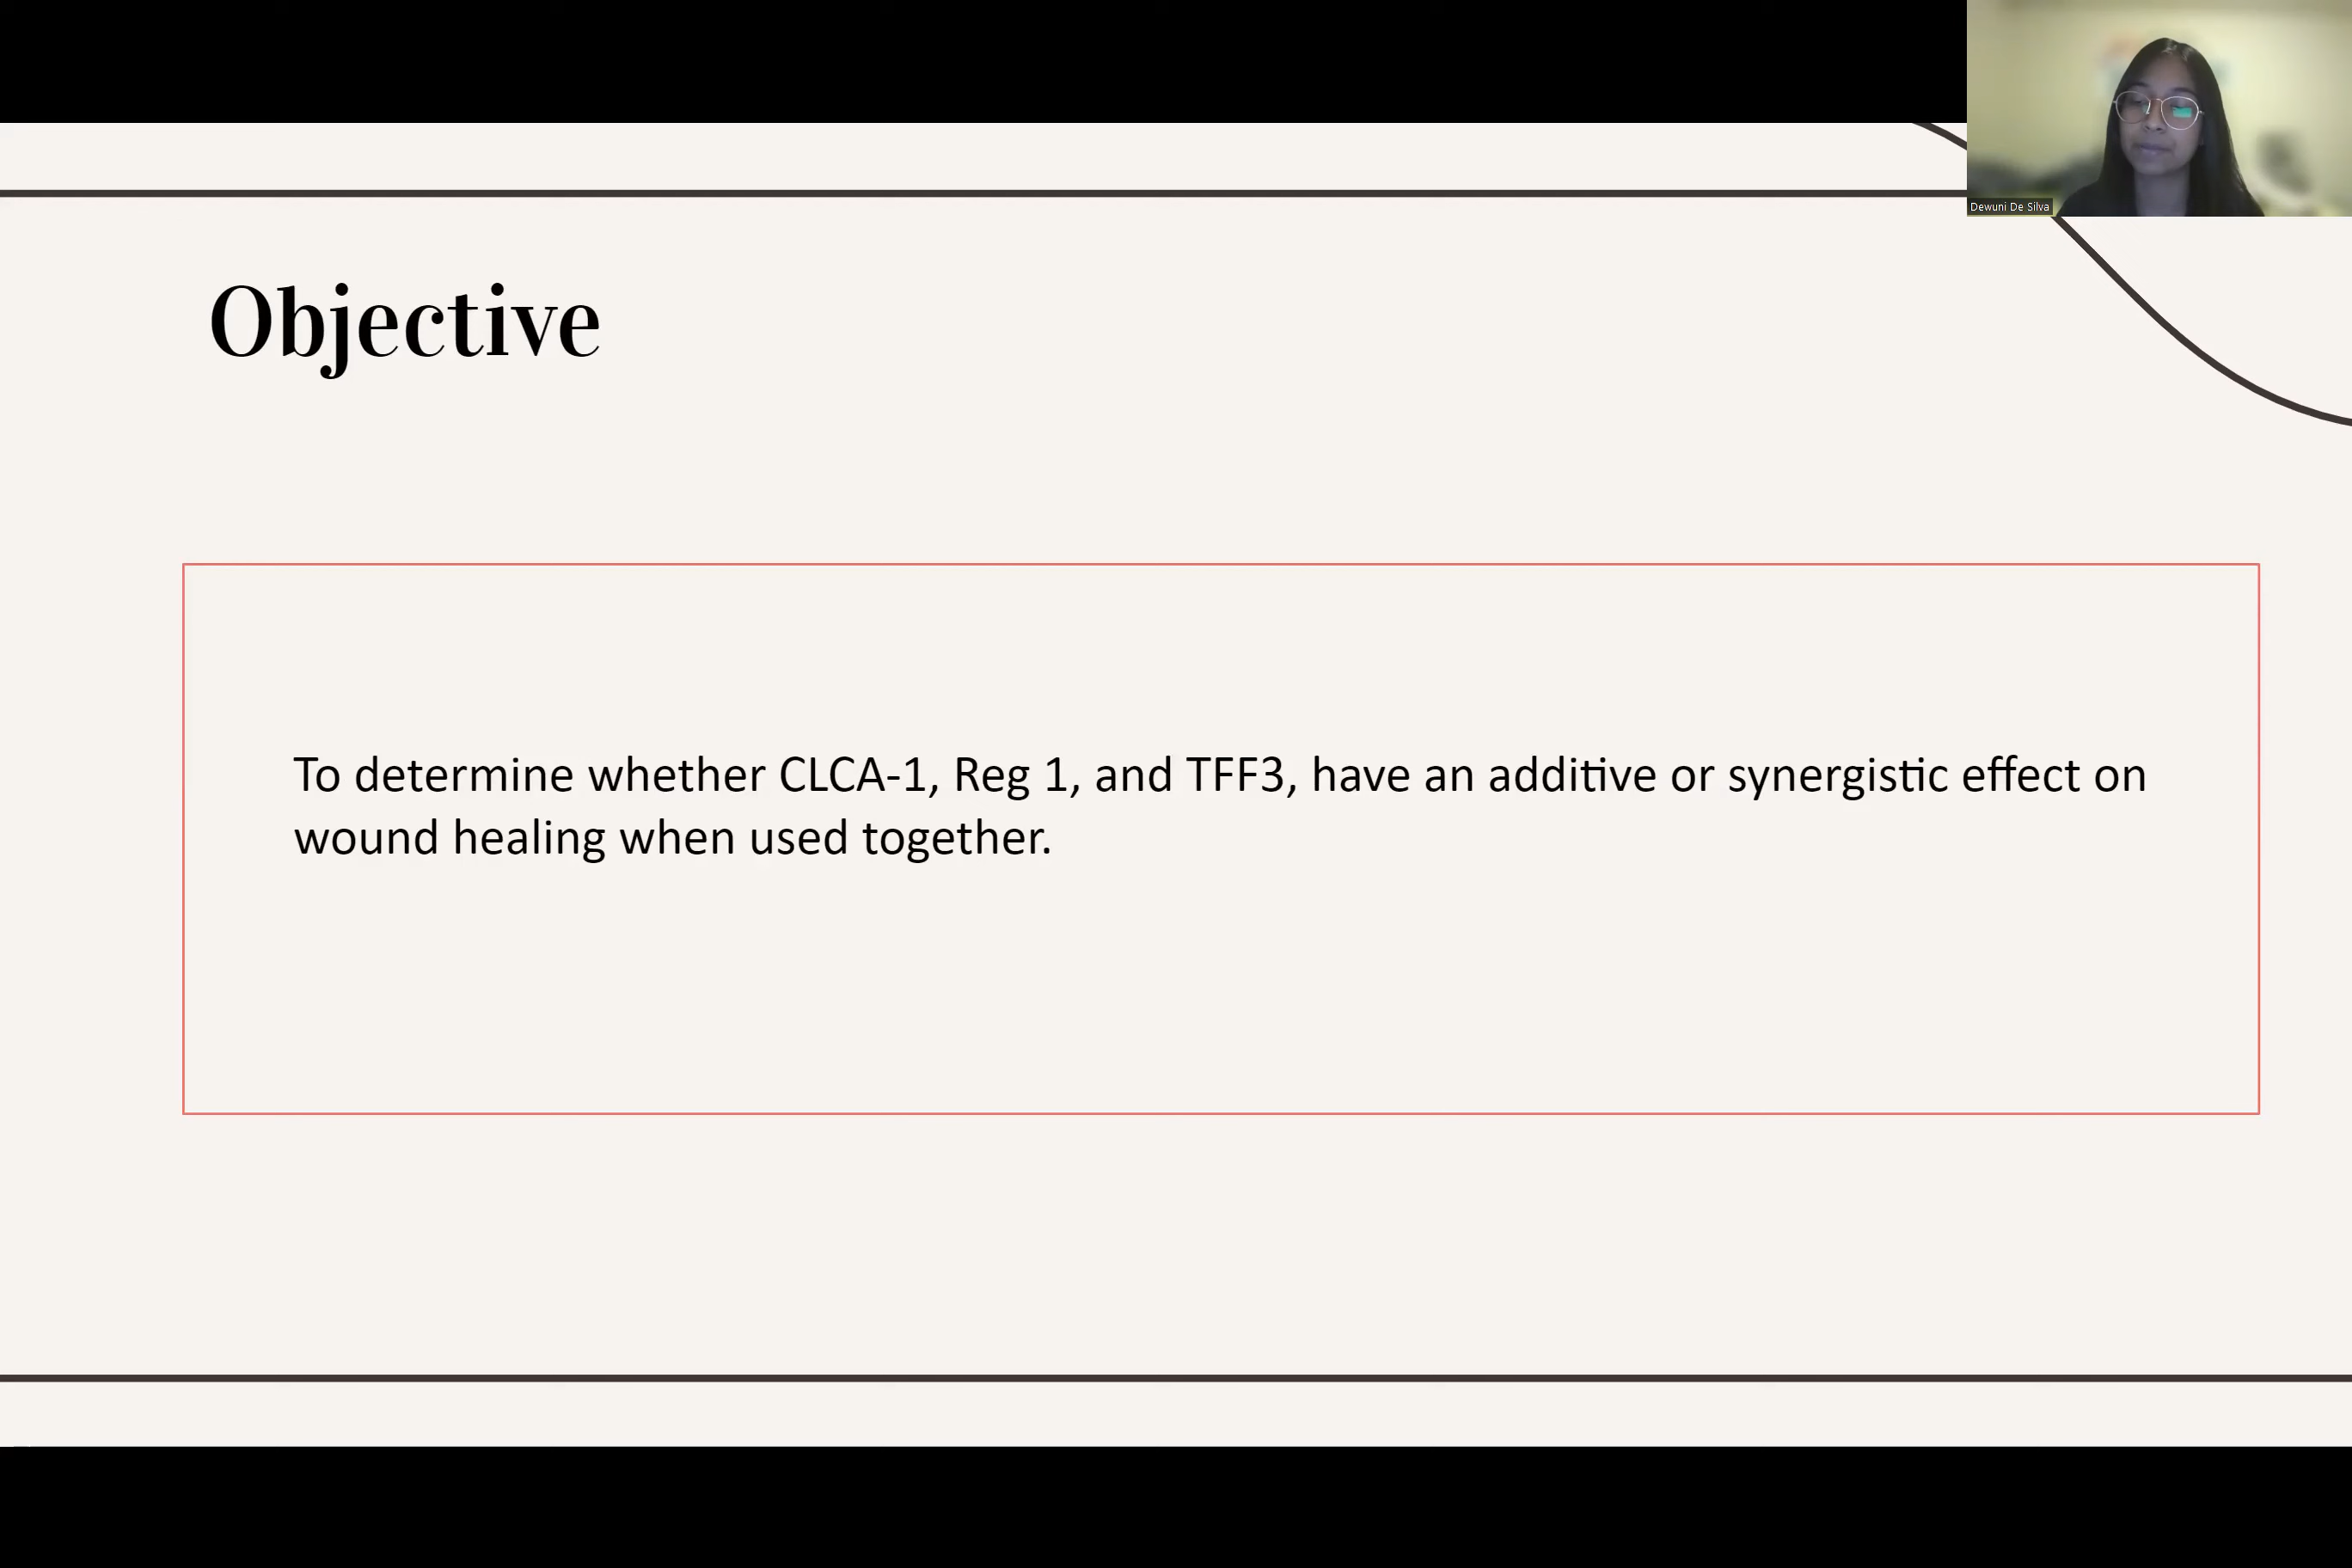 Dewuni De Silva
Objective
To determine whether CLCA-1, Reg 1, and TFF3, have an additive or synergistic effect on
wound healing when used together.